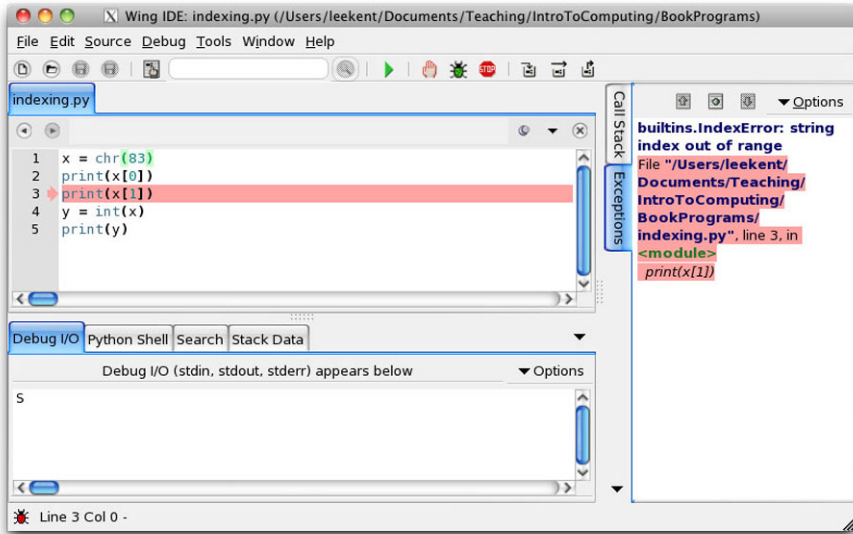 Wing IDE: indexing.py (/Users/leekent/Documents/Teaching/IntroToComputing/BookPrograms)
File Edit Source Debug Tools Window Help
STOP
indexing.py
1 x = chr(83)
2 print(x[0])
3 print(x[1])
4 y = int(x)
5 print(y)
Debug I/O Python Shell Search Stack Data
Debug I/O (stdin, stdout, stderr) appears below Options
S
Line 3 Col 0 -
Call Stack
Exceptions
Options
builtins.IndexError: string
index out of range
File "/Users/leekent/
Documents/Teaching/
IntroToComputing/
BookPrograms/
indexing.py", line 3, in
<module>
print(x[1])